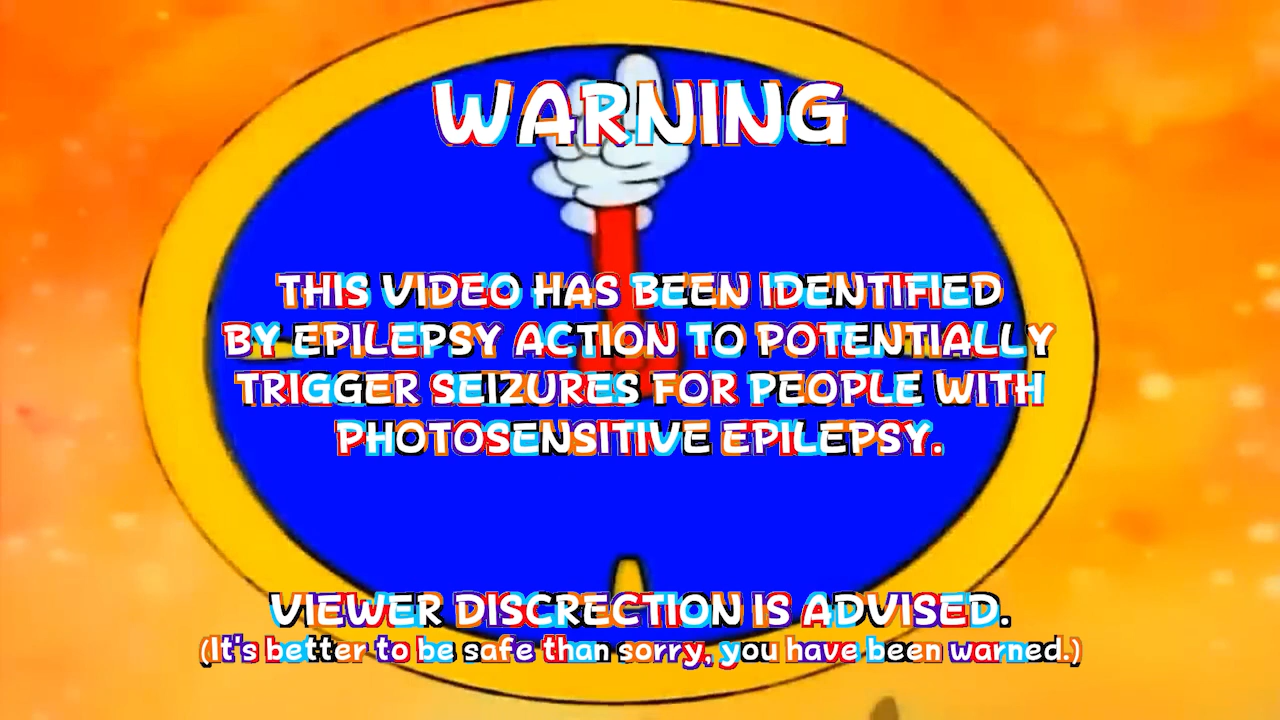 WARNING
THIS VIDEO HAS BEEN IDENTIFIED
BY EPILEPSY ACTION TO POTENTIALLY
TRIGGER SEIZURES FOR PEOPLE WITH
PHOTOSENSITIVE EPILEPSY.
VIEWER DISCRECTION IS ADVISED.
(It's better to be safe than sorry, you have been warned.)